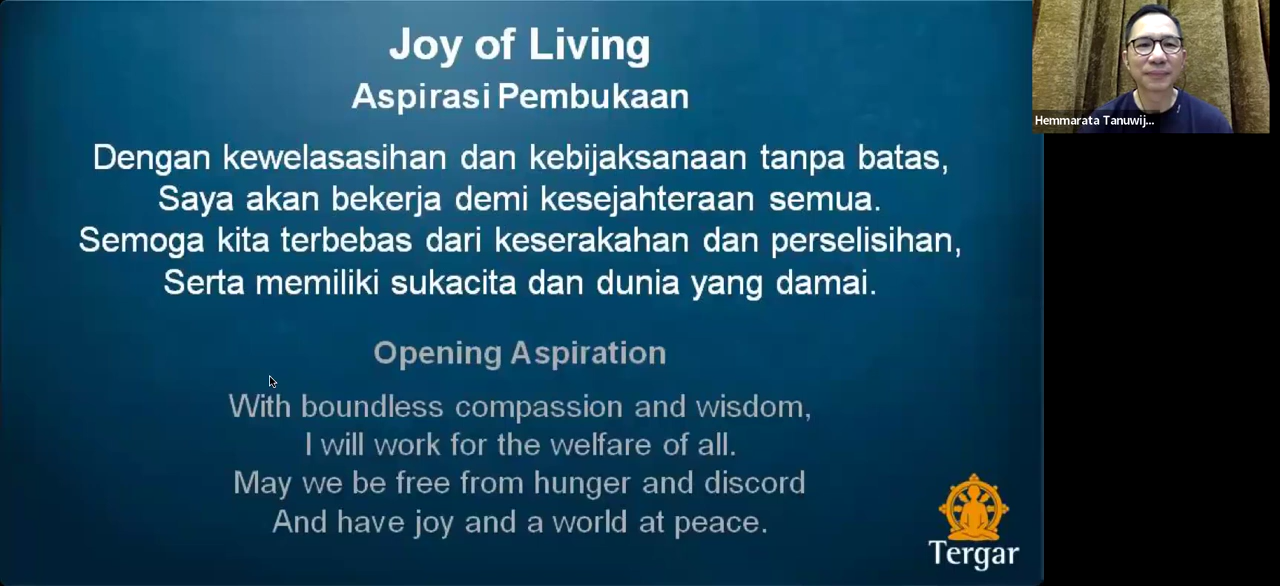 Joy of Living
Aspirasi Pembukaan
Dengan kewelasasihan dan kebijaksanaan tanpa batas,
Saya akan bekerja demi kesejahteraan semua.
Semoga kita terbebas dari keserakahan dan perselisihan,
Serta memiliki sukacita dan dunia yang damai.
Opening Aspiration
With boundless compassion and wisdom,
I will work for the welfare of all.
May we be free from hunger and discord
And have joy and a world at peace.
Tergar
Hemmarata Tanuwij...